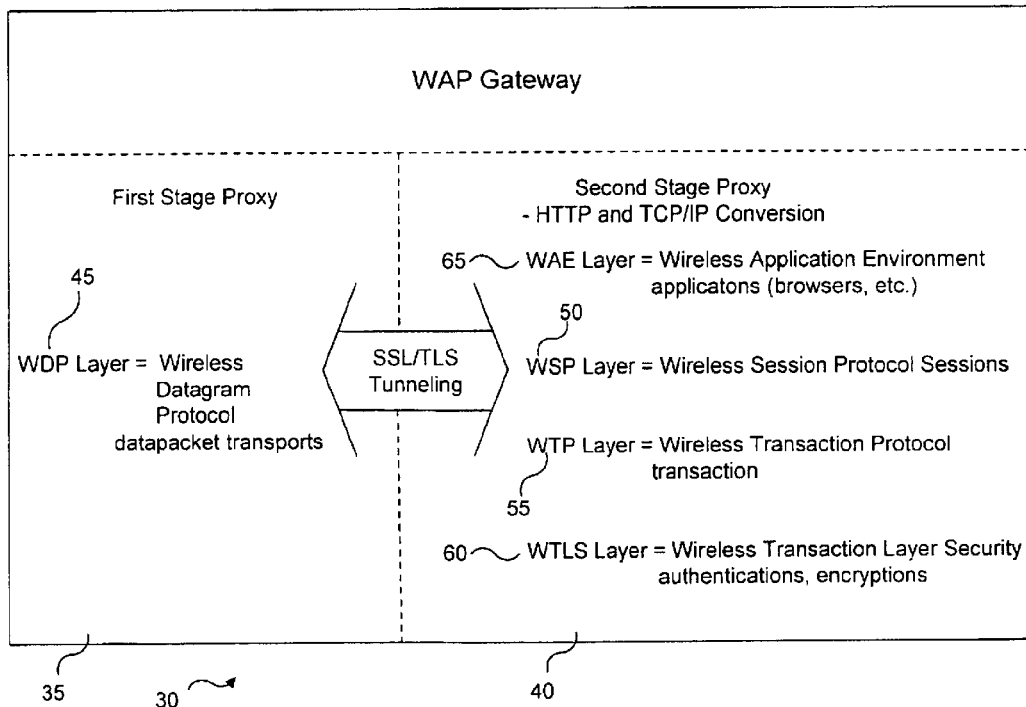 WAP Gateway
First Stage Proxy
45
WDP Layer = Wireless
Datagram
Protocol
datapacket transports
SSL/TLS
Tunneling
Second Stage Proxy
- HTTP and TCP/IP Conversion
65
WAE Layer = Wireless Application Environment
applicatons (browsers, etc.)
50
WSP Layer = Wireless Session Protocol Sessions
WTP Layer = Wireless Transaction Protocol
transaction
55
60
WTLS Layer = Wireless Transaction Layer Security
authentications, encryptions
35
30
40